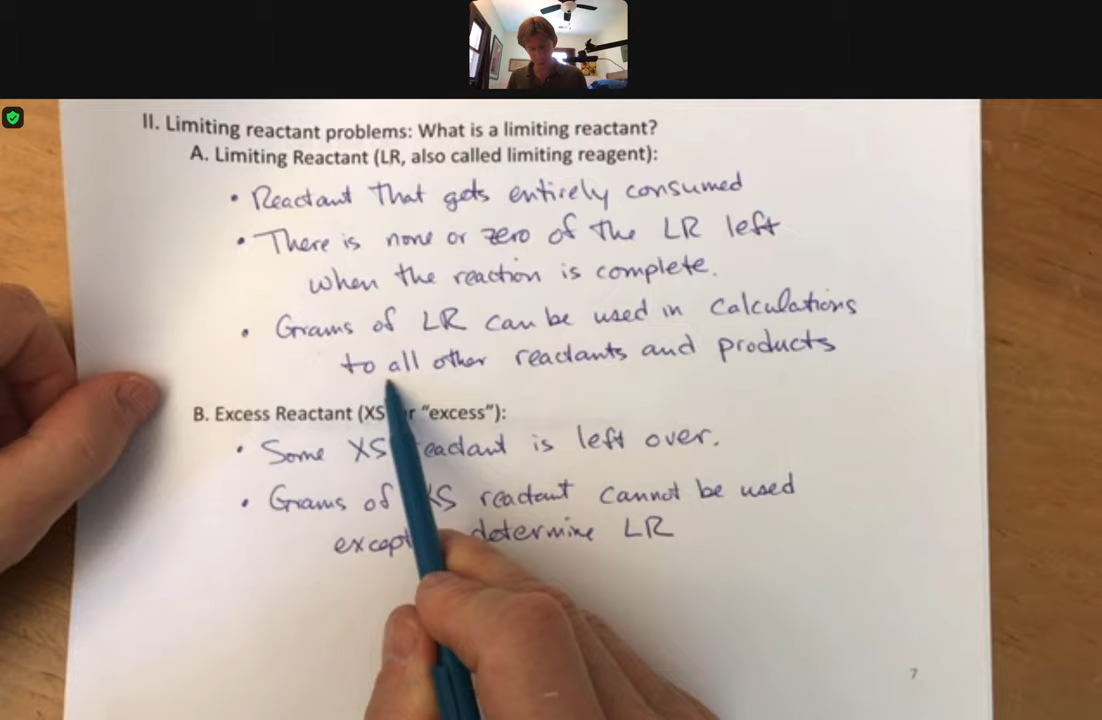 II. Limiting reactant problems: What is a limiting reactant?
A. Limiting Reactant (LR, also called limiting reagent):
• Reactant that gets entirely consumed
• There is none or zero of the LR left
when the reaction is complete.
• Grams of LR can be used in calculations
to all other reactants and products
B. Excess Reactant (XS "excess"):
• Some XS is left over.
• Grams of reactant cannot be used
except determine LR
7